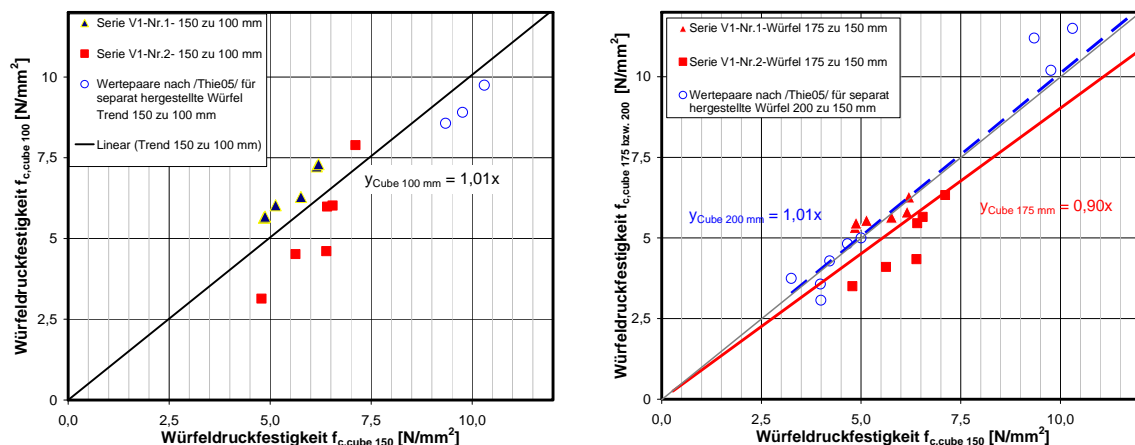 Serie V1-Nr.1- 150 zu 100 mm
Serie V1-Nr.2- 150 zu 100 mm
Wertepaare nach /Thie05/ für
separat hergestellte Würfel
Trend 150 zu 100 mm
Linear (Trend 150 zu 100 mm)
yCube 100 mm = 1,01x
Würfeldruckfestigkeit fc,cube 100 [N/mm²]
10
7,5
5
2,5
0
0,0
2,5
5,0
7,5
10,0
Würfeldruckfestigkeit fc,cube 150 [N/mm²]
Serie V1-Nr.1-Würfel 175 zu 150 mm
Serie V1-Nr.2-Würfel 175 zu 150 mm
Wertepaare nach /Thie05/ für separat
hergestellte Würfel 200 zu 150 mm
yCube 200 mm = 1,01x
yCube 175 mm = 0,90x
Würfeldruckfestigkeit fc,cube 175 bzw. 200 [N/mm²]
10
7,5
5
2,5
0
0,0
2,5
5,0
7,5
10,0
Würfeldruckfestigkeit fc,cube 150 [N/mm²]